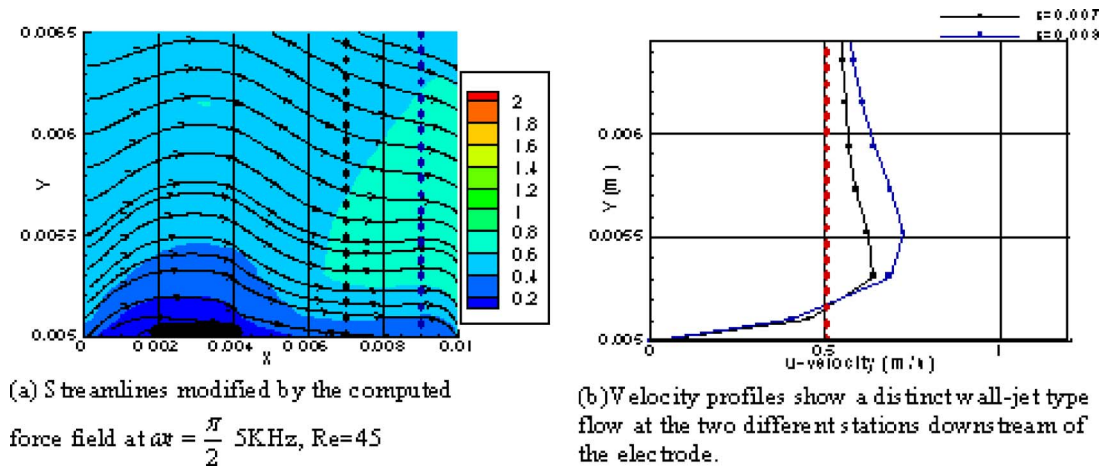 s=0.007
s=0.009
0.0065
0.006
0.0055
0.005
Y
0 0.002 0.004 0.006 0.008 0.01
X
2
1.8
1.6
1.4
1.2
1
0.8
0.6
0.4
0.2
0.006
0.0055
0.005
Y (m)
0 0.5 1
u-velocity (m/s)
(a) Streamlines modified by the computed
force field at ωt = π/2 5KHz, Re=45
(b)Velocity profiles show a distinct wall-jet type
flow at the two different stations downstream of
the electrode.